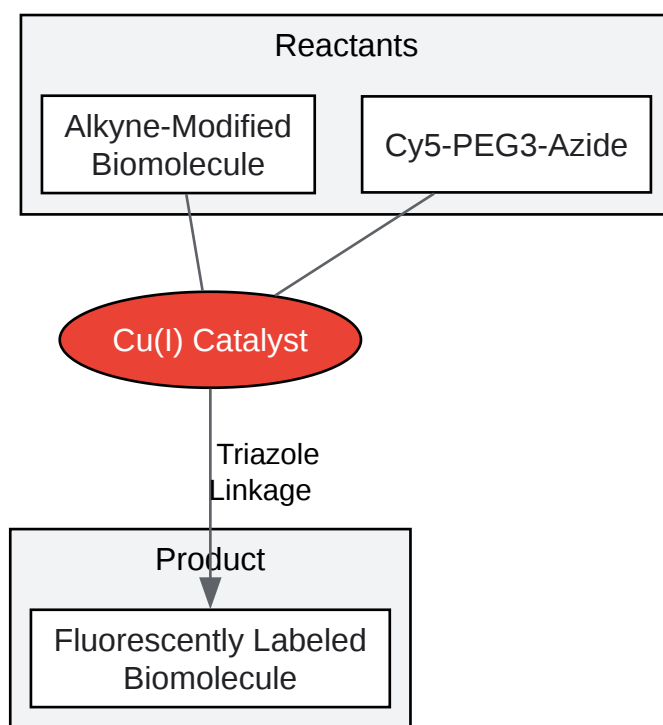 Reactants
Alkyne-Modified
Biomolecule
Cy5-PEG3-Azide
Cu(I) Catalyst
Triazole
Linkage
Product
Fluorescently Labeled
Biomolecule